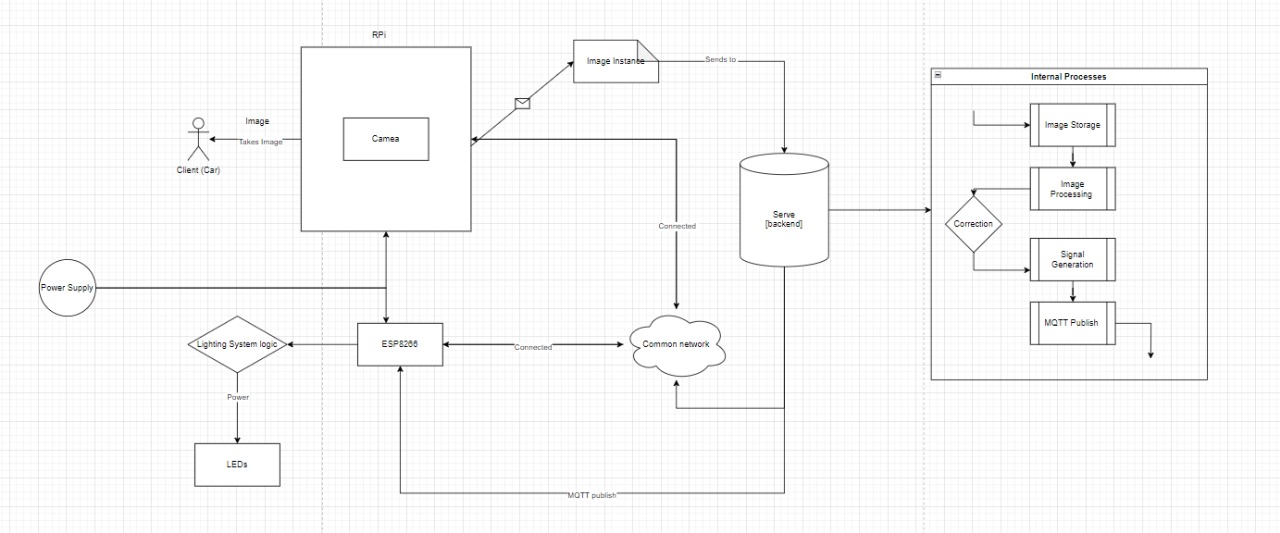 RPi
Image Instance
Sends to
Internal Processes
Image
Takes Image
Client (Car)
Camea
Image Storage
Image
Processing
Serve
[backend]
Connected
Correction
Signal
Generation
Power Supply
Lighting System logic
ESP8266
Connected
Common network
MQTT Publish
Power
LEDs
MQTT publish